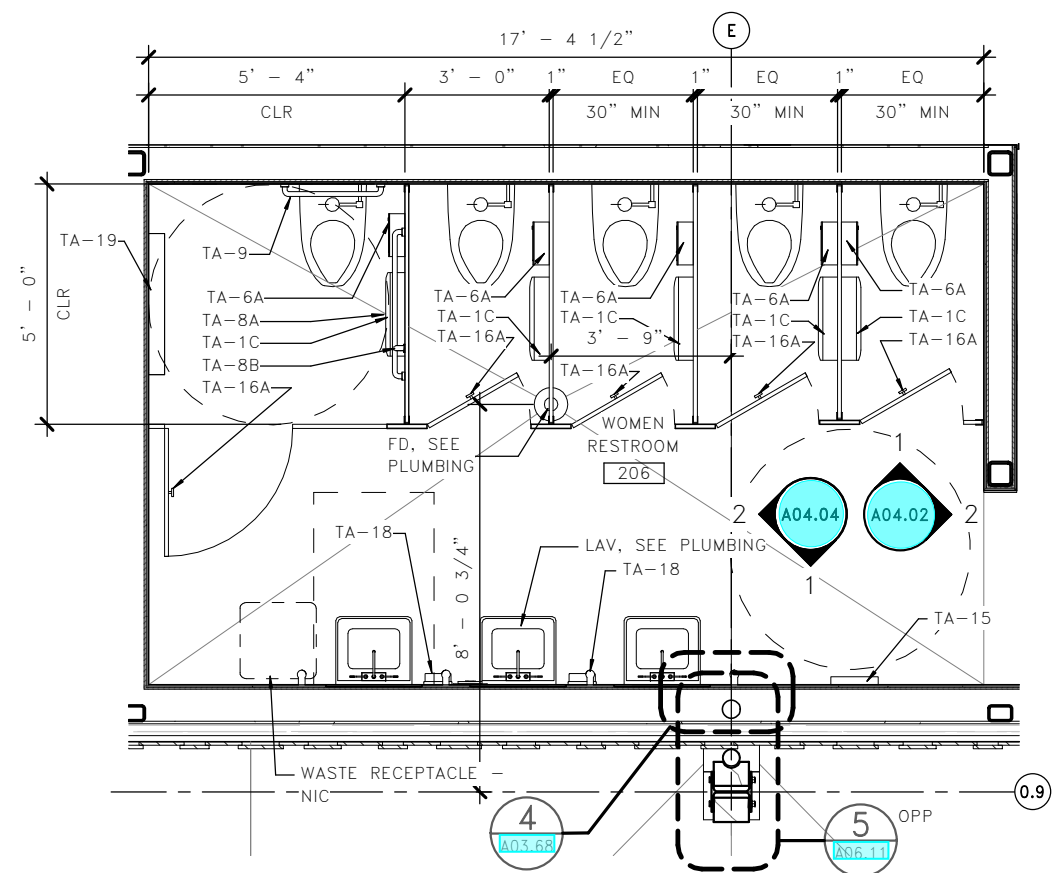 E
17' - 4 1/2"
5' - 4"
3' - 0"
1"
EQ
1"
EQ
1"
EQ
CLR
30" MIN
30" MIN
30" MIN
5' - 0"
CLR
TA-19
TA-9
TA-6A
TA-8A
TA-1C
TA-8B
TA-16A
TA-6A
TA-1C
TA-16A
TA-6A
TA-1C
3' - 9"
TA-16A
TA-6A
TA-1C
TA-16A
TA-6A
TA-1C
TA-16A
FD, SEE
PLUMBING
WOMEN
RESTROOM
206
1
2
A04.04
1
A04.02
2
TA-18
8' - 0 3/4"
LAV, SEE PLUMBING
TA-18
TA-15
WASTE RECEPTACLE -
NIC
0.9
4
A03.68
5
A06.11
OPP